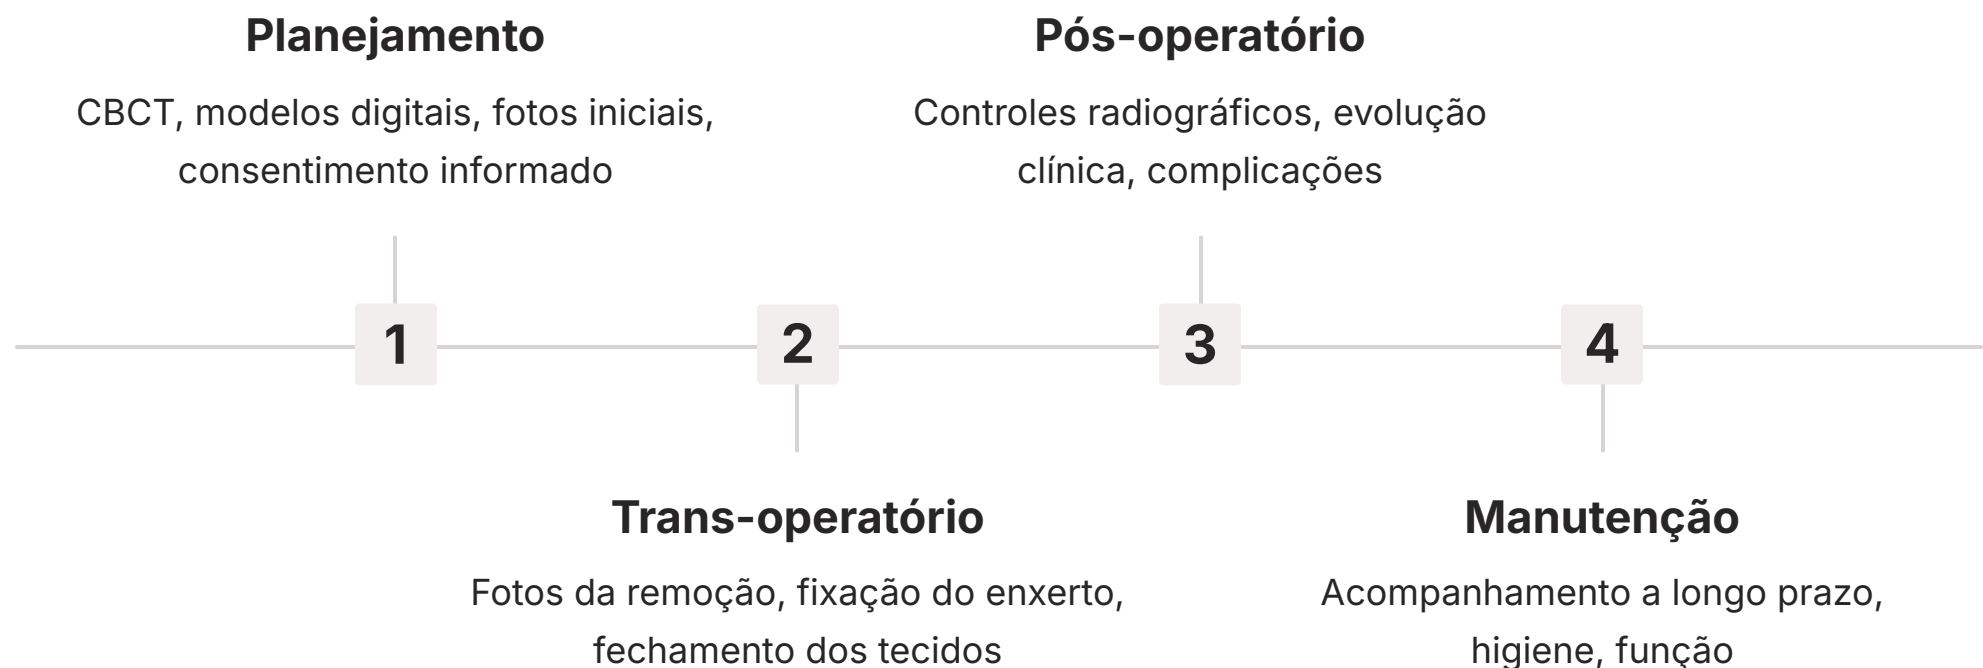 Planejamento
CBCT, modelos digitais, fotos iniciais,
consentimento informado
Pós-operatório
Controles radiográficos, evolução
clínica, complicações
1
2
3
4
Trans-operatório
Fotos da remoção, fixação do enxerto,
fechamento dos tecidos
Manutenção
Acompanhamento a longo prazo,
higiene, função